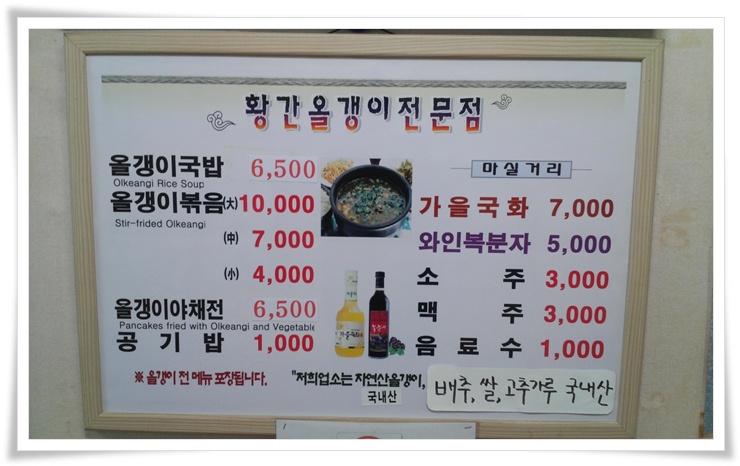 황간올갱이전문점
올갱이국밥 6,500
Olkeangi Rice Soup
올갱이볶음(大) 10,000
Stir-frided Olkeangi
(中) 7,000
(小) 4,000
올갱이야채전 6,500
Pancakes fried with Olkeangi and Vegetable
공기밥 1,000
※ 올갱이 전 메뉴 포장됩니다.
마실거리
가을국화 7,000
와인복분자 5,000
소주 3,000
맥주 3,000
음료수 1,000
"저희업소는 자연산올갱이,
국내산
배추, 쌀, 고추가루 국내산